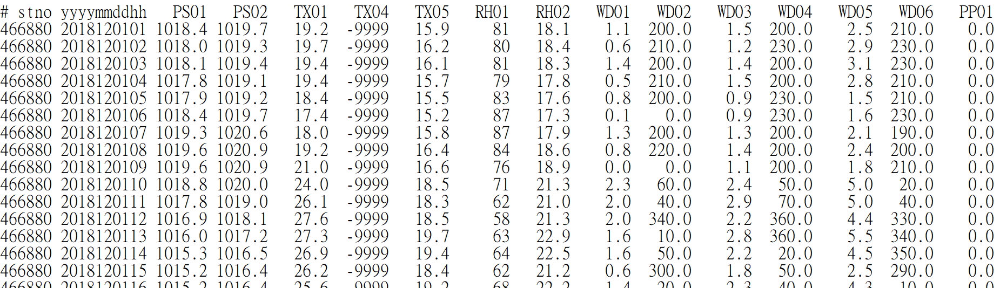 # stno yyyymmddhh PS01 PS02 TX01 TX04 TX05 RH01 RH02 WD01 WD02 WD03 WD04 WD05 WD06 PP01
466880 2018120101 1018.4 1019.7 19.2 -9999 15.9 81 18.1 1.1 200.0 1.5 200.0 2.5 210.0 0.0
466880 2018120102 1018.0 1019.3 19.7 -9999 16.2 80 18.4 0.6 210.0 1.2 230.0 2.9 230.0 0.0
466880 2018120103 1018.1 1019.4 19.4 -9999 16.1 81 18.3 1.4 200.0 1.4 200.0 3.1 230.0 0.0
466880 2018120104 1017.8 1019.1 19.4 -9999 15.7 79 17.8 0.5 210.0 1.5 200.0 2.8 210.0 0.0
466880 2018120105 1017.9 1019.2 18.4 -9999 15.5 83 17.6 0.8 200.0 0.9 230.0 1.5 210.0 0.0
466880 2018120106 1018.4 1019.7 17.4 -9999 15.2 87 17.3 0.1 0.0 0.9 230.0 1.6 230.0 0.0
466880 2018120107 1019.3 1020.6 18.0 -9999 15.8 87 17.9 1.3 200.0 1.3 200.0 2.1 190.0 0.0
466880 2018120108 1019.6 1020.9 19.2 -9999 16.4 84 18.6 0.8 220.0 1.4 200.0 2.4 200.0 0.0
466880 2018120109 1019.6 1020.9 21.0 -9999 16.6 76 18.9 0.0 0.0 1.1 200.0 1.8 210.0 0.0
466880 2018120110 1018.8 1020.0 24.0 -9999 18.5 71 21.3 2.3 60.0 2.4 50.0 5.0 20.0 0.0
466880 2018120111 1017.8 1019.0 26.1 -9999 18.3 62 21.0 2.0 40.0 2.9 70.0 5.0 40.0 0.0
466880 2018120112 1016.9 1018.1 27.6 -9999 18.5 58 21.3 2.0 340.0 2.2 360.0 4.4 330.0 0.0
466880 2018120113 1016.0 1017.2 27.3 -9999 19.7 63 22.9 1.6 10.0 2.8 360.0 5.5 340.0 0.0
466880 2018120114 1015.3 1016.5 26.9 -9999 19.4 64 22.5 1.6 50.0 2.2 20.0 4.5 350.0 0.0
466880 2018120115 1015.2 1016.4 26.2 -9999 18.4 62 21.2 0.6 300.0 1.8 50.0 2.5 290.0 0.0
466880 2018120116